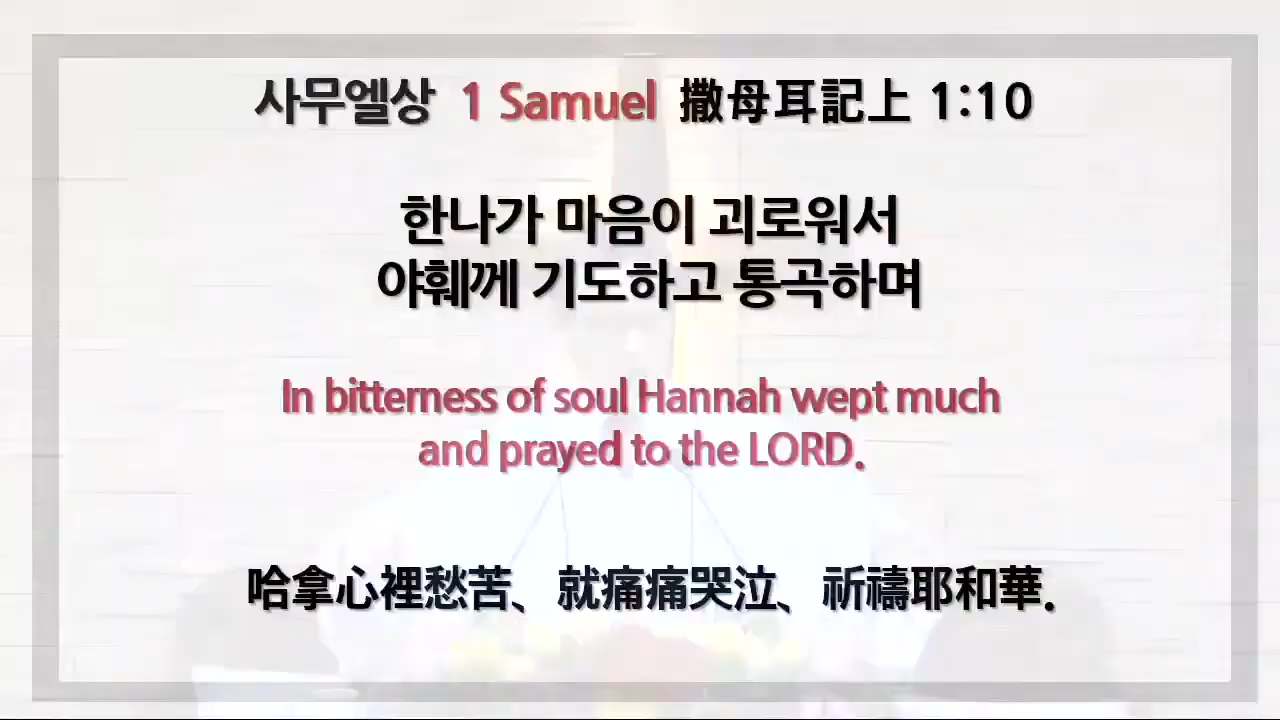 사무엘상 1 Samuel 撒母耳記上 1:10
한나가 마음이 괴로워서
야훼께 기도하고 통곡하며
In bitterness of soul Hannah wept much
and prayed to the LORD.
哈拿心裡愁苦、就痛痛哭泣、祈禱耶和華.